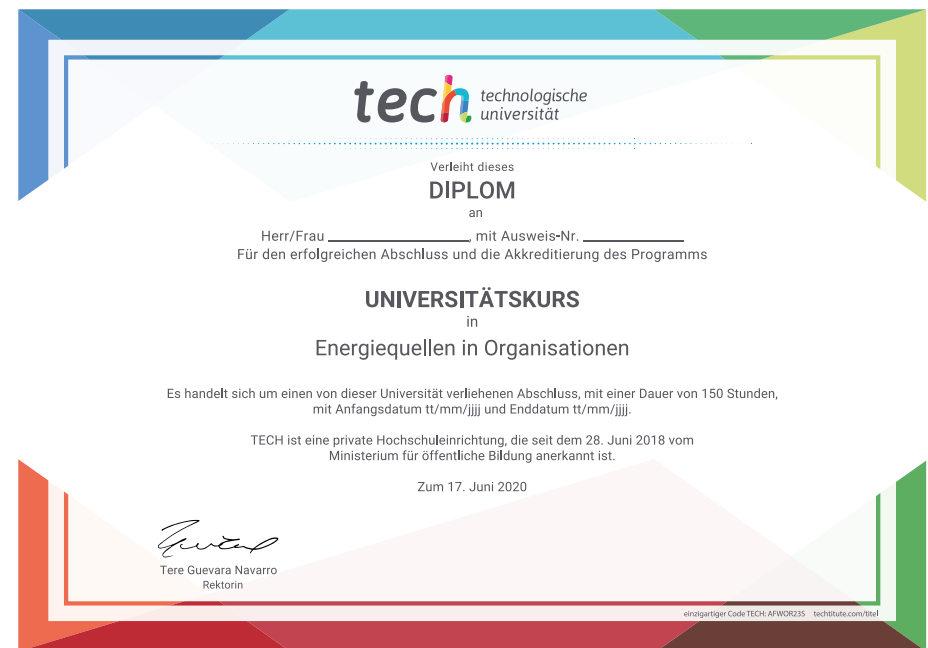 tech technologische
universität
Verleiht dieses
DIPLOM
an
Herr/Frau ____________________, mit Ausweis-Nr. ______________
Für den erfolgreichen Abschluss und die Akkreditierung des Programms
UNIVERSITÄTSKURS
in
Energiequellen in Organisationen
Es handelt sich um einen von dieser Universität verliehenen Abschluss, mit einer Dauer von 150 Stunden,
mit Anfangsdatum tt/mm/jjjj und Enddatum tt/mm/jjjj.
TECH ist eine private Hochschuleinrichtung, die seit dem 28. Juni 2018 vom
Ministerium für öffentliche Bildung anerkannt ist.
Zum 17. Juni 2020
Tere Guevara Navarro
Rektorin
einzigartiger Code TECH: AFWOR23S techtitute.com/titel